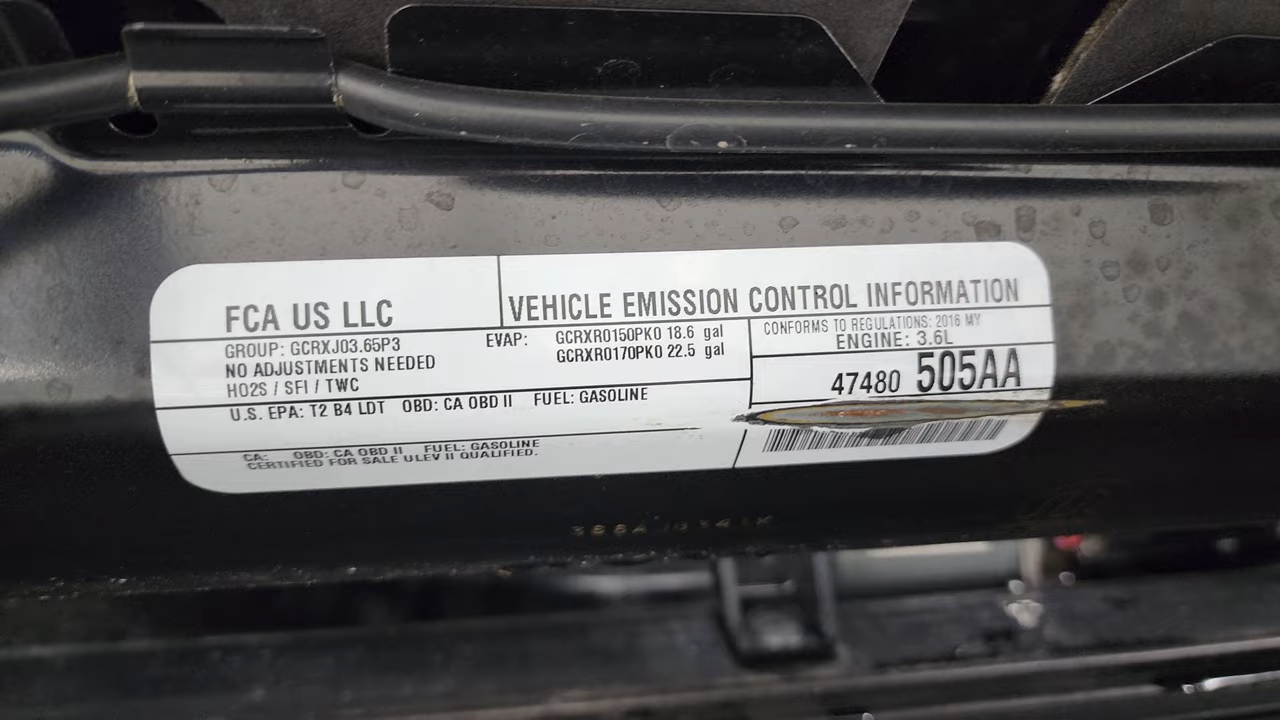 FCA US LLC
VEHICLE EMISSION CONTROL INFORMATION
GROUP: GCRXJ03.65P3
NO ADJUSTMENTS NEEDED
HO2S / SFI / TWC
EVAP: GCRXR0150PK0 18.6 gal
GCRXR0170PK0 22.5 gal
CONFORMS TO REGULATIONS: 2016 MY
ENGINE: 3.6L
47480 505AA
U.S. EPA: T2 B4 LDT OBD: CA OBD II FUEL: GASOLINE
CA: OBD: CA OBD II FUEL: GASOLINE
CERTIFIED FOR SALE ULEV II QUALIFIED.